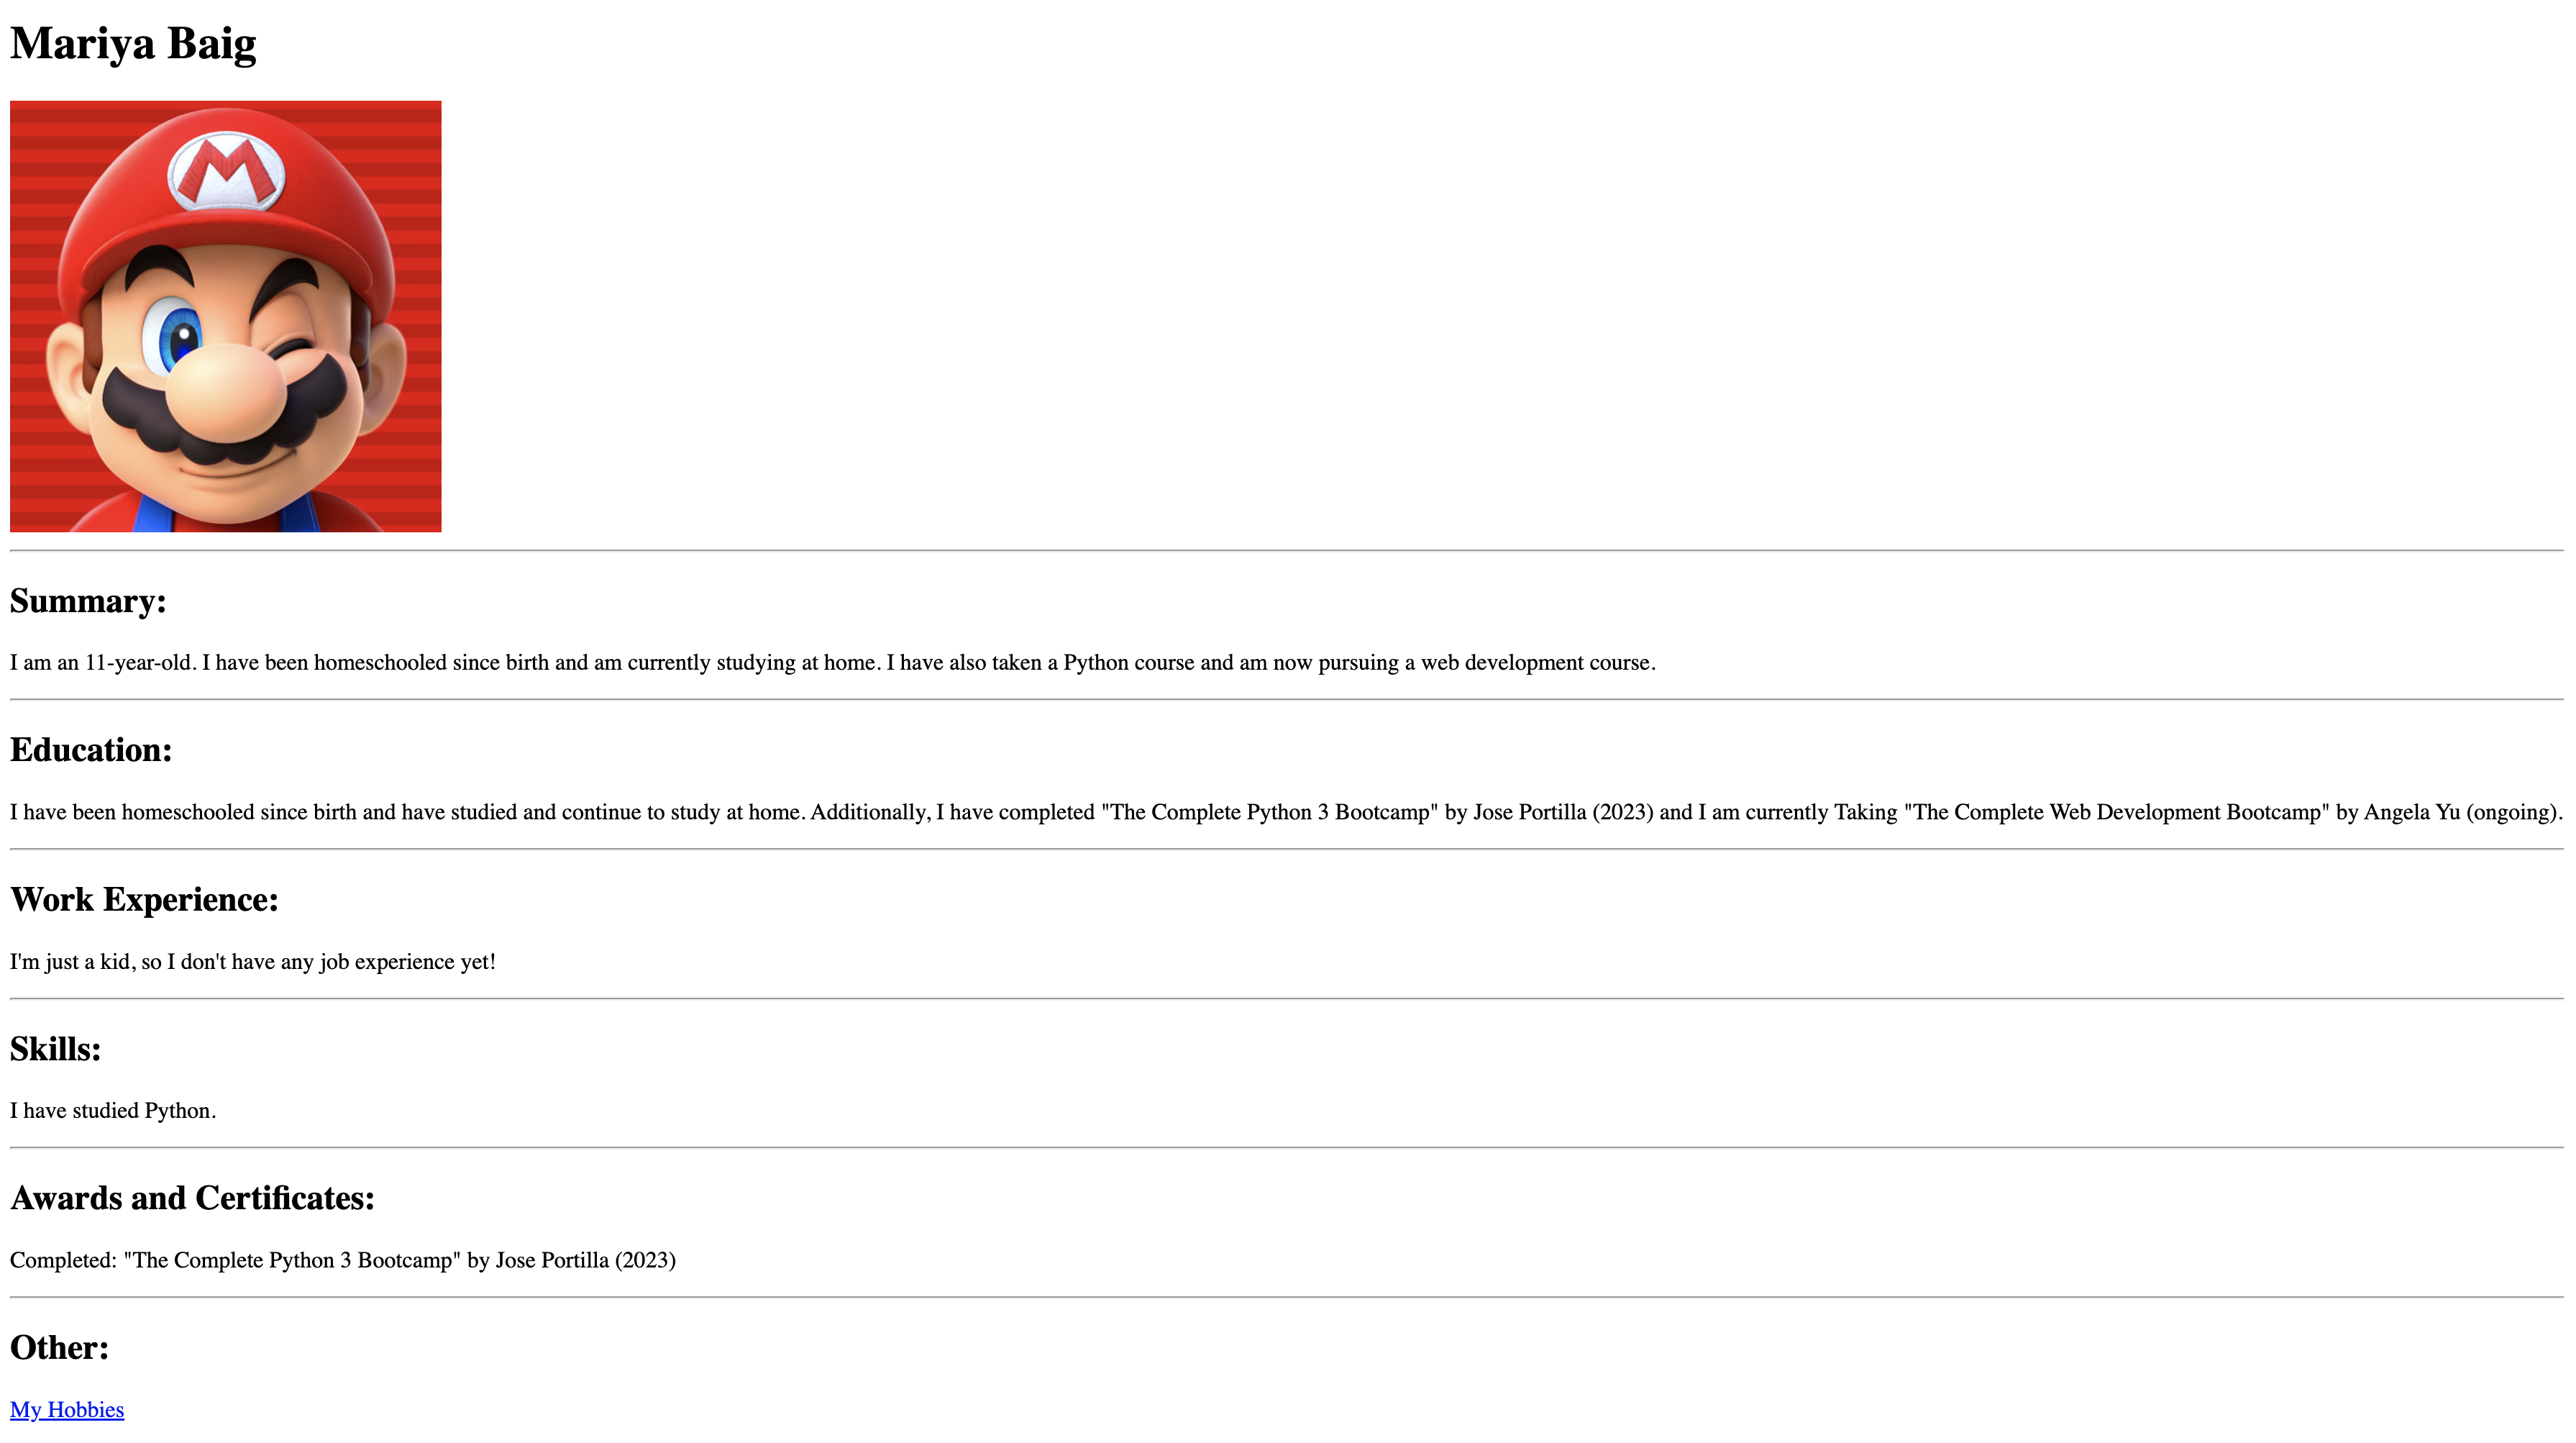 Mariya Baig
M
Summary:
I am an 11-year-old. I have been homeschooled since birth and am currently studying at home. I have also taken a Python course and am now pursuing a web development course.
Education:
I have been homeschooled since birth and have studied and continue to study at home. Additionally, I have completed "The Complete Python 3 Bootcamp" by Jose Portilla (2023) and I am currently Taking "The Complete Web Development Bootcamp" by Angela Yu (ongoing).
Work Experience:
I'm just a kid, so I don't have any job experience yet!
Skills:
I have studied Python.
Awards and Certificates:
Completed: "The Complete Python 3 Bootcamp" by Jose Portilla (2023)
Other:
My Hobbies